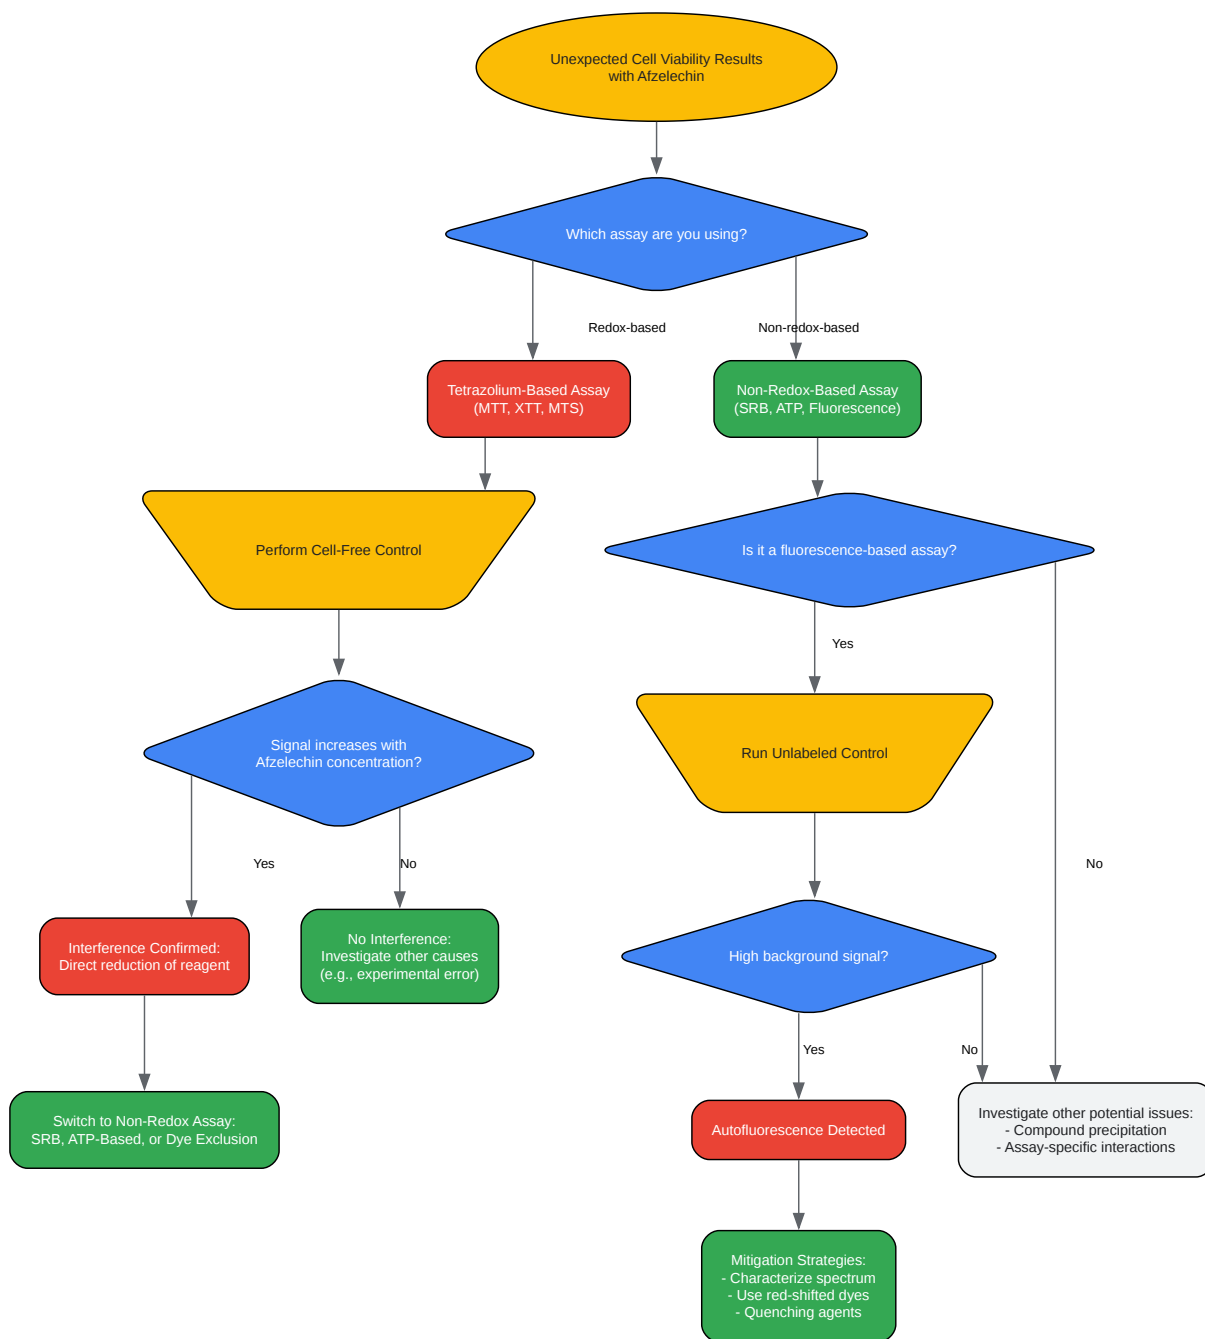 Unexpected Cell Viability Results
with Afzelechin
Which assay are you using?
Redox-based
Non-redox-based
Tetrazolium-Based Assay
(MTT, XTT, MTS)
Non-Redox-Based Assay
(SRB, ATP, Fluorescence)
Perform Cell-Free Control
Is it a fluorescence-based assay?
Yes
Signal increases with
Afzelechin concentration?
Run Unlabeled Control
Yes
No
No
Interference Confirmed:
Direct reduction of reagent
No Interference:
Investigate other causes
(e.g., experimental error)
High background signal?
Yes
No
Switch to Non-Redox Assay:
SRB, ATP-Based, or Dye Exclusion
Autofluorescence Detected
Investigate other potential issues:
- Compound precipitation
- Assay-specific interactions
Mitigation Strategies:
- Characterize spectrum
- Use red-shifted dyes
- Quenching agents